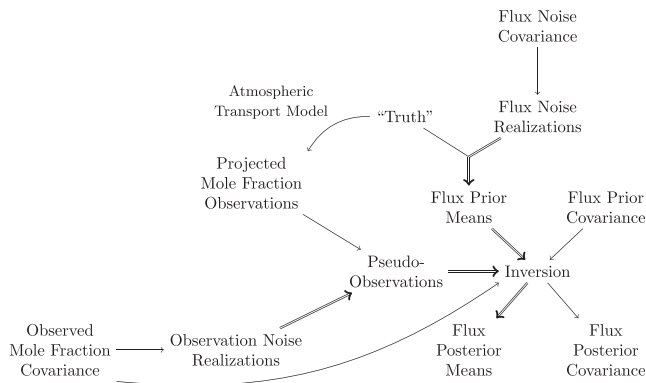 Flux Noise
Covariance
Atmospheric
Transport Model
“Truth”
Flux Noise
Realizations
Projected
Mole Fraction
Observations
Flux Prior
Means
Flux Prior
Covariance
Pseudo-
Observations
Inversion
Observed
Mole Fraction
Covariance
Observation Noise
Realizations
Flux
Posterior
Means
Flux
Posterior
Covariance